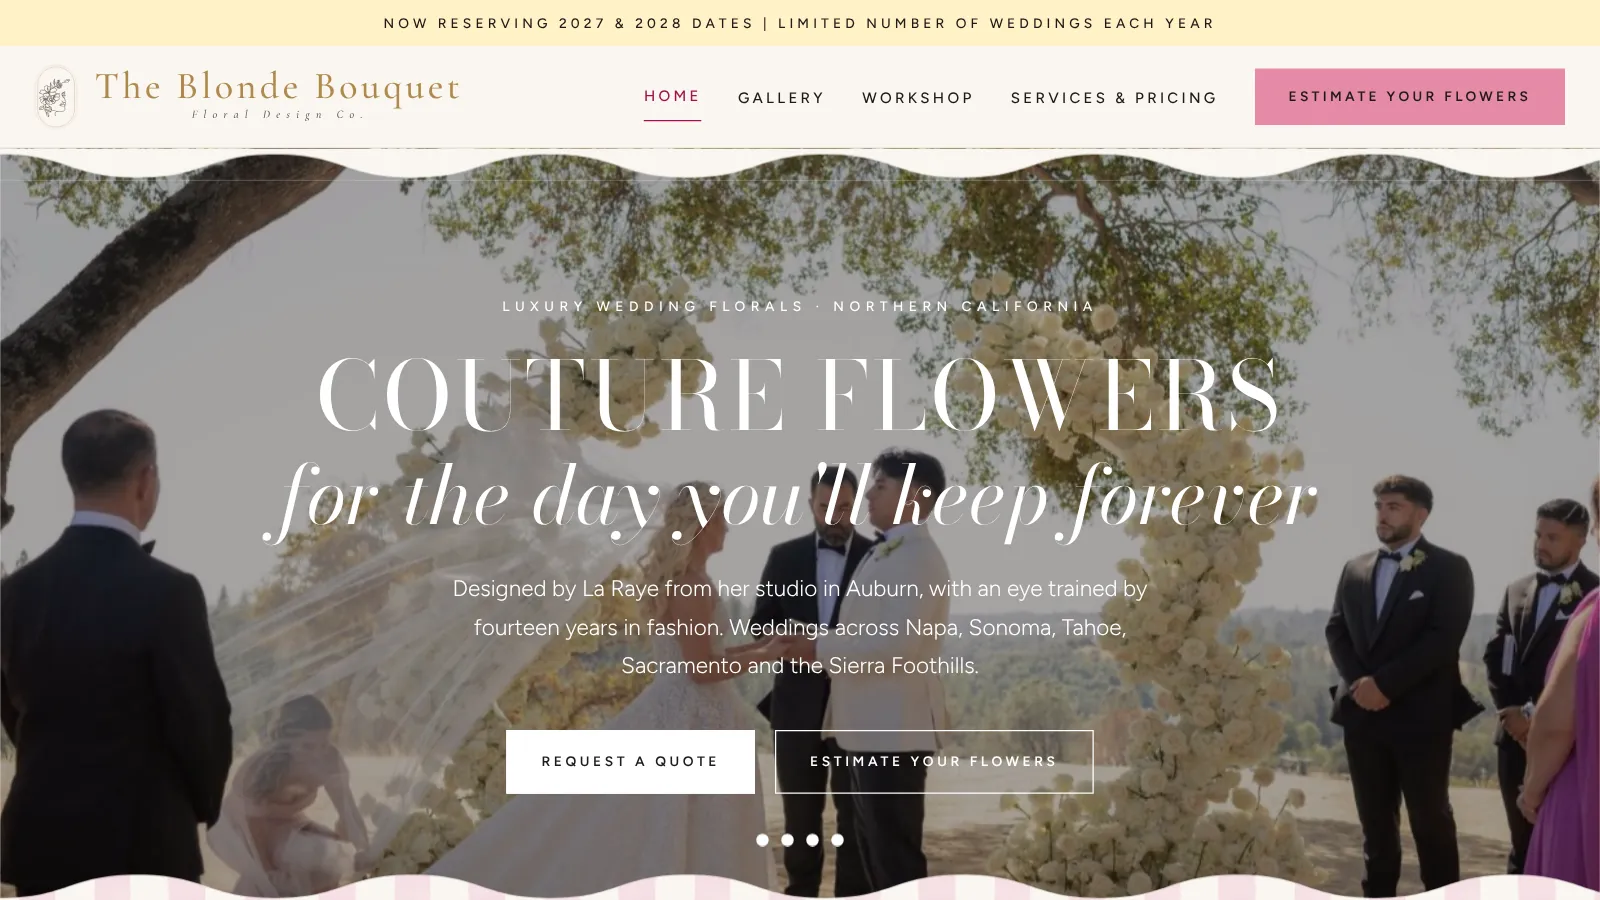 NOW RESERVING 2027 & 2028 DATES | LIMITED NUMBER OF WEDDINGS EACH YEAR
The Blonde Bouquet
Floral Design Co.
HOME
GALLERY
WORKSHOP
SERVICES & PRICING
ESTIMATE YOUR FLOWERS
LUXURY WEDDING FLORALS · NORTHERN CALIFORNIA
COUTURE FLOWERS
for the day you'll keep forever
Designed by La Raye from her studio in Auburn, with an eye trained by
fourteen years in fashion. Weddings across Napa, Sonoma, Tahoe,
Sacramento and the Sierra Foothills.
REQUEST A QUOTE
ESTIMATE YOUR FLOWERS